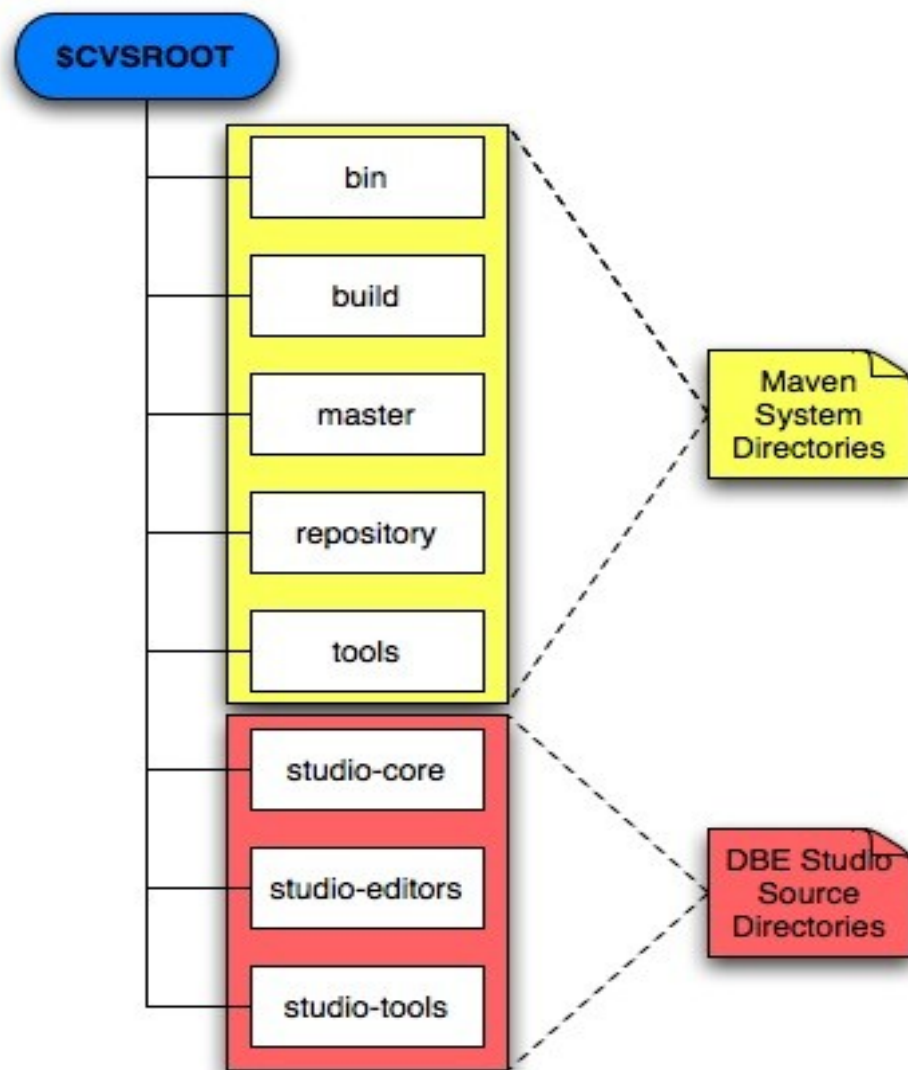 $CVSROOT
bin
build
master
repository
tools
studio-core
studio-editors
studio-tools
Maven
System
Directories
DBE Studio
Source
Directories